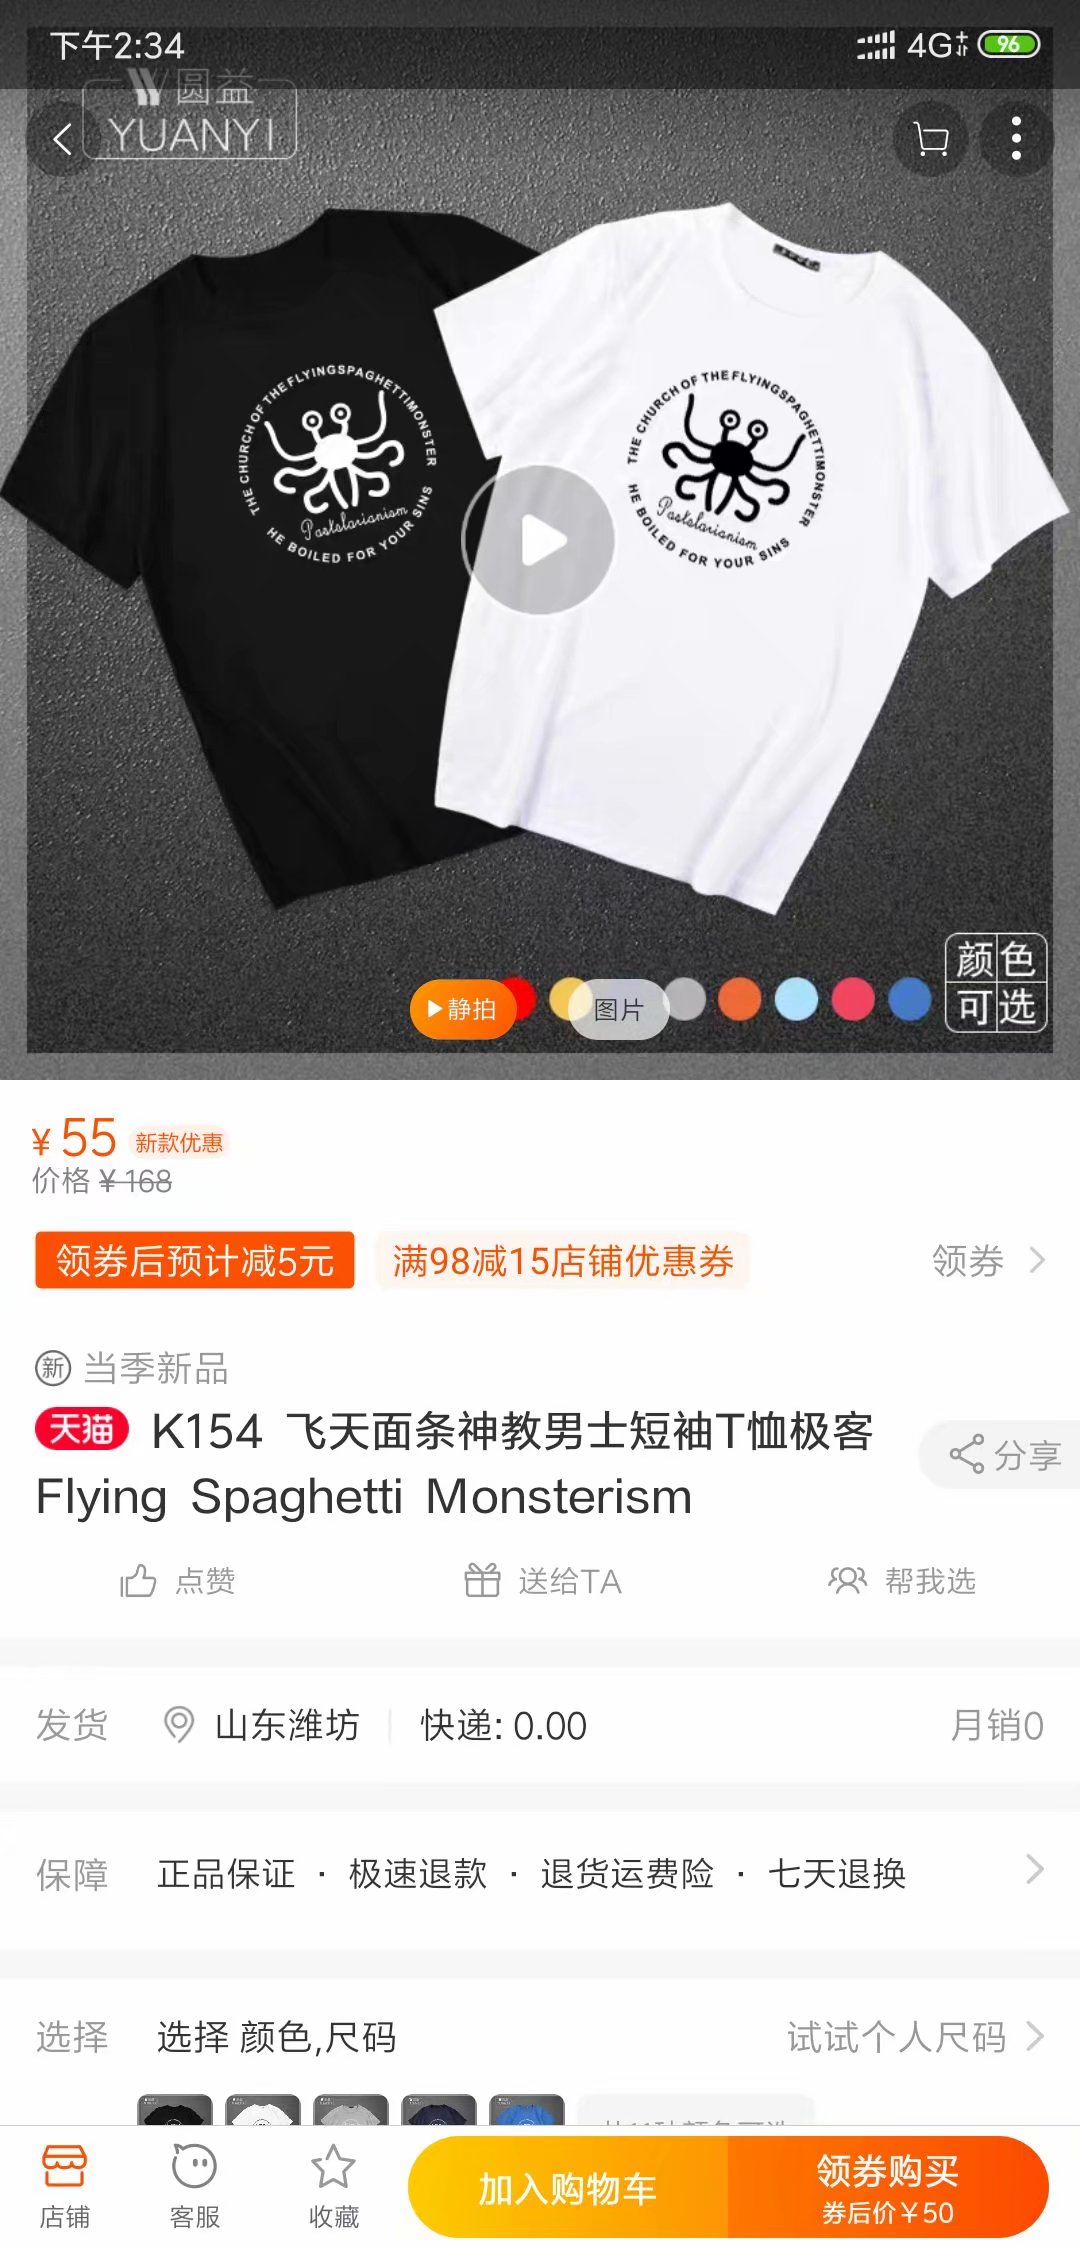 下午2:34
4G+
96
圆益
YUANYI
THE CHURCH OF THE FLYINGSPAGHETTIMONSTER
Pastslarianism
HE BOILED FOR YOUR SINS
THE CHURCH OF THE FLYINGSPAGHETTIMONSTER
Pastslarianism
HE BOILED FOR YOUR SINS
静拍
图片
颜色
可选
¥55 新款优惠
价格 ¥168
领券后预计减5元 满98减15店铺优惠券 领券
新 当季新品
天猫 K154 飞天面条神教男士短袖T恤极客
Flying Spaghetti Monsterism
分享
点赞 送给TA 帮我选
发货 山东潍坊 快递: 0.00 月销0
保障 正品保证 · 极速退款 · 退货运费险 · 七天退换
选择 选择 颜色,尺码 试试个人尺码
店铺 客服 收藏
加入购物车
领券购买
券后价¥50